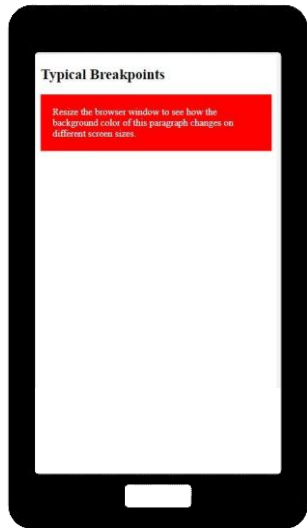 Typical Breakpoints
Resize the browser window to see how the
background color of this paragraph changes on
different screen sizes.